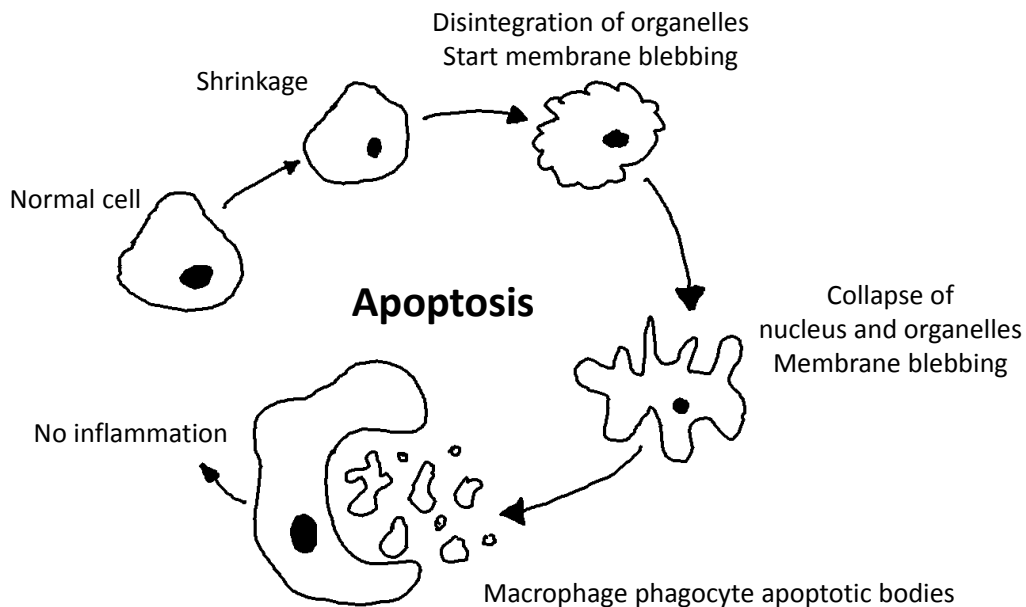 Disintegration of organelles
Start membrane blebbing
Shrinkage
Normal cell
Apoptosis
Collapse of
nucleus and organelles
Membrane blebbing
No inflammation
Macrophage phagocyte apoptotic bodies